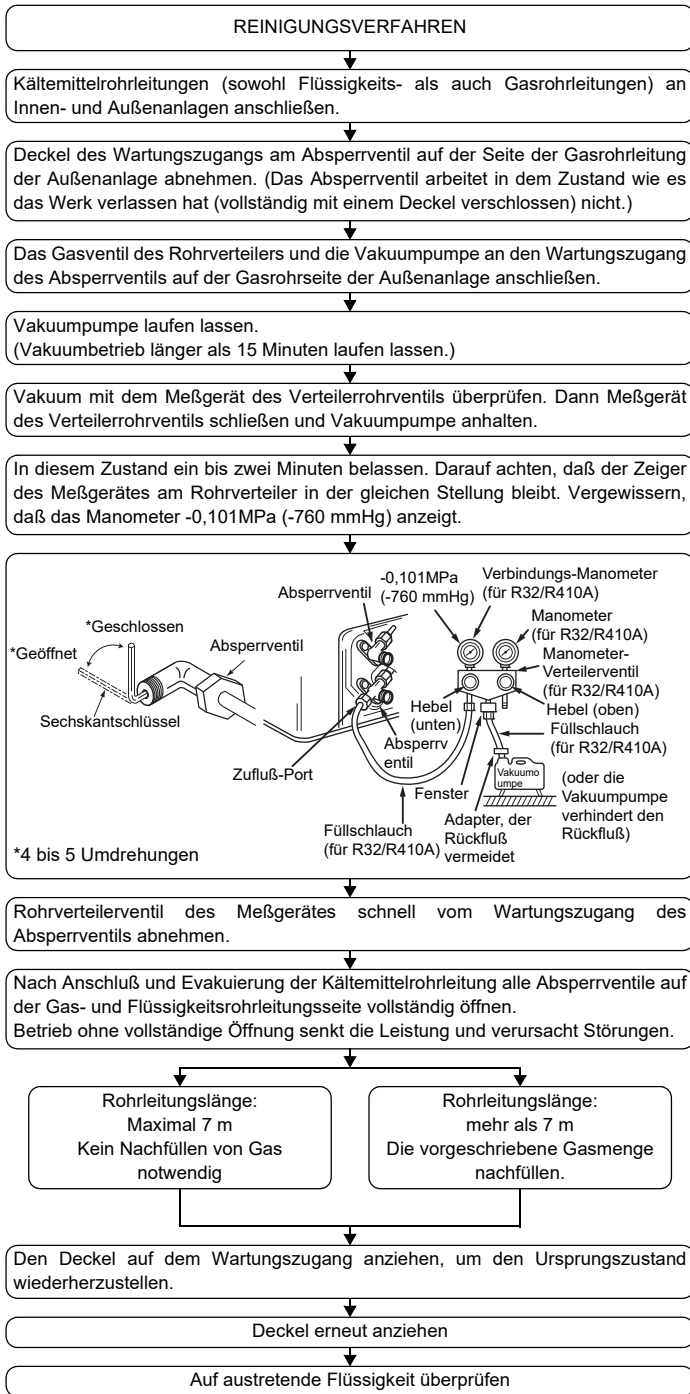 REINIGUNGSVERFAHREN
Kältemittelrohrleitungen (sowohl Flüssigkeits- als auch Gasrohrleitungen) an
Innen- und Außenanlagen anschließen.
Deckel des Wartungszugangs am Absperrventil auf der Seite der Gasrohrleitung
der Außenanlage abnehmen. (Das Absperrventil arbeitet in dem Zustand wie es
das Werk verlassen hat (vollständig mit einem Deckel verschlossen) nicht.)
Das Gasventil des Rohrverteilers und die Vakuumpumpe an den Wartungszugang
des Absperrventils auf der Gasrohrseite der Außenanlage anschließen.
Vakuumpumpe laufen lassen.
(Vakuumbetrieb länger als 15 Minuten laufen lassen.)
Vakuum mit dem Meßgerät des Verteilerrohrventils überprüfen. Dann Meßgerät
des Verteilerrohrventils schließen und Vakuumpumpe anhalten.
In diesem Zustand ein bis zwei Minuten belassen. Darauf achten, daß der Zeiger
des Meßgerätes am Rohrverteiler in der gleichen Stellung bleibt. Vergewissern,
daß das Manometer -0,101MPa (-760 mmHg) anzeigt.
*Geschlossen
*Geöffnet
Absperrventil
Sechskantschlüssel
Absperrventil
-0,101MPa
(-760 mmHg)
Verbindungs-Manometer
(für R32/R410A)
Manometer
(für R32/R410A)
Manometer-
Verteilerventil
(für R32/R410A)
Hebel
(unten)
Hebel (oben)
Füllschlauch
(für R32/R410A)
Absperrv
entil
Zufluß-Port
Fenster
Vakuumo
umpe
(oder die
Vakuumpumpe
verhindert den
Rückfluß)
Adapter, der
Rückfluß
vermeidet
Füllschlauch
(für R32/R410A)
*4 bis 5 Umdrehungen
Rohrverteilerventil des Meßgerätes schnell vom Wartungszugang des
Absperrventils abnehmen.
Nach Anschluß und Evakuierung der Kältemittelrohrleitung alle Absperrventile auf
der Gas- und Flüssigkeitsrohrleitungsseite vollständig öffnen.
Betrieb ohne vollständige Öffnung senkt die Leistung und verursacht Störungen.
Rohrleitungslänge:
Maximal 7 m
Kein Nachfüllen von Gas
notwendig
Rohrleitungslänge:
mehr als 7 m
Die vorgeschriebene Gasmenge
nachfüllen.
Den Deckel auf dem Wartungszugang anziehen, um den Ursprungszustand
wiederherzustellen.
Deckel erneut anziehen
Auf austretende Flüssigkeit überprüfen